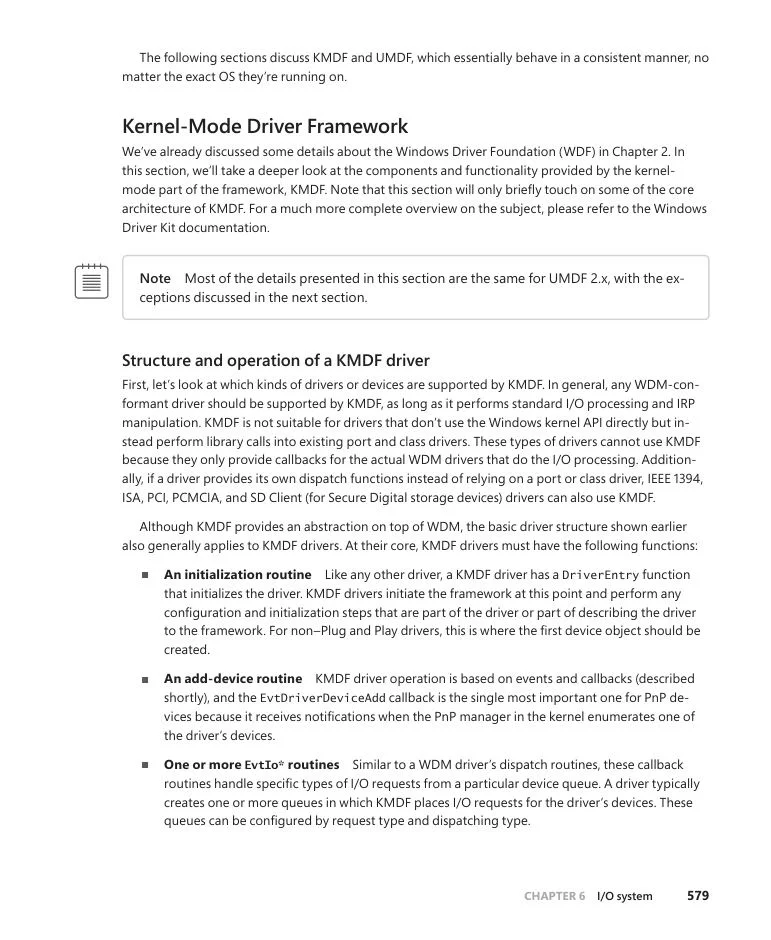 The following sections discuss KMDF and UMDF, which essentially behave in a consistent manner, no
matter the exact OS they’re running on.
Kernel-Mode Driver Framework
We’ve already discussed some details about the Windows Driver Foundation (WDF) in Chapter 2. In
this section, we’ll take a deeper look at the components and functionality provided by the kernel-
mode part of the framework, KMDF. Note that this section will only briefly touch on some of the core
architecture of KMDF. For a much more complete overview on the subject, please refer to the Windows
Driver Kit documentation.
Note Most of the details presented in this section are the same for UMDF 2.x, with the ex-
ceptions discussed in the next section.
Structure and operation of a KMDF driver
First, let’s look at which kinds of drivers or devices are supported by KMDF. In general, any WDM-con-
formant driver should be supported by KMDF, as long as it performs standard I/O processing and IRP
manipulation. KMDF is not suitable for drivers that don’t use the Windows kernel API directly but in-
stead perform library calls into existing port and class drivers. These types of drivers cannot use KMDF
because they only provide callbacks for the actual WDM drivers that do the I/O processing. Addition-
ally, if a driver provides its own dispatch functions instead of relying on a port or class driver, IEEE 1394,
ISA, PCI, PCMCIA, and SD Client (for Secure Digital storage devices) drivers can also use KMDF.
Although KMDF provides an abstraction on top of WDM, the basic driver structure shown earlier
also generally applies to KMDF drivers. At their core, KMDF drivers must have the following functions:
■ An initialization routine Like any other driver, a KMDF driver has a DriverEntry function
that initializes the driver. KMDF drivers initiate the framework at this point and perform any
configuration and initialization steps that are part of the driver or part of describing the driver
to the framework. For non–Plug and Play drivers, this is where the first device object should be
created.
■ An add-device routine KMDF driver operation is based on events and callbacks (described
shortly), and the EvtDriverDeviceAdd callback is the single most important one for PnP de-
vices because it receives notifications when the PnP manager in the kernel enumerates one of
the driver’s devices.
■ One or more EvtIo* routines Similar to a WDM driver’s dispatch routines, these callback
routines handle specific types of I/O requests from a particular device queue. A driver typically
creates one or more queues in which KMDF places I/O requests for the driver’s devices. These
queues can be configured by request type and dispatching type.
CHAPTER 6 I/O system 579